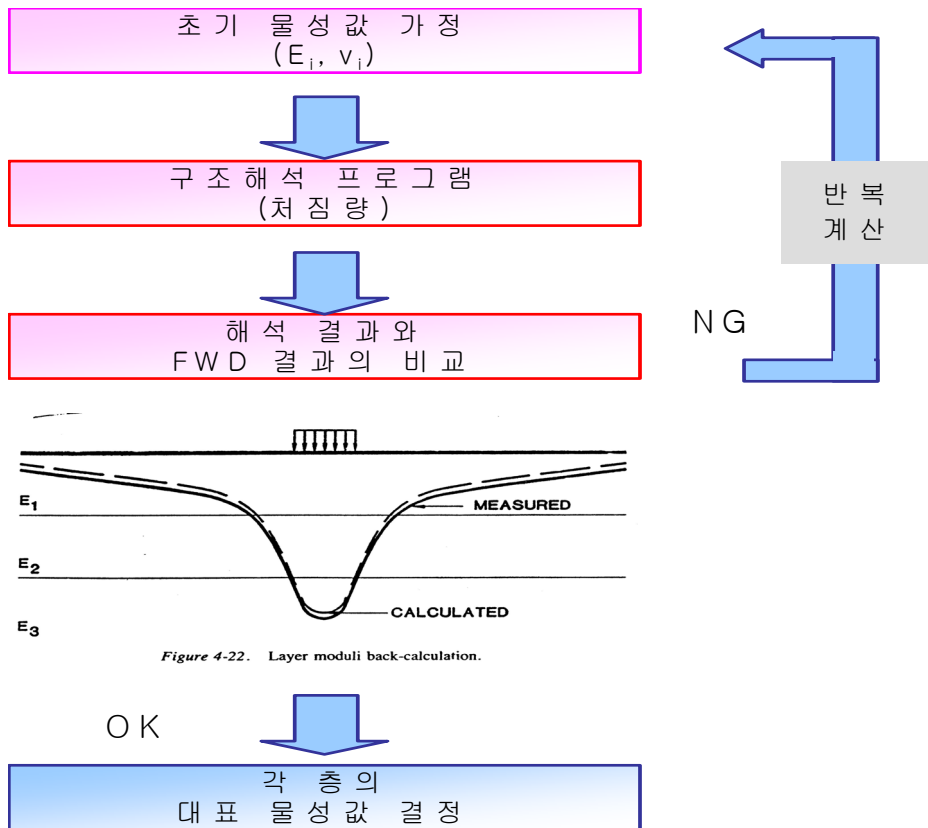 초기 물성값 가정
(Eᵢ, νᵢ)
구조해석 프로그램
(처짐량)
반복
계산
해석 결과와
FWD 결과의 비교
NG
E₁
MEASURED
E₂
CALCULATED
E₃
Figure 4-22. Layer moduli back-calculation.
OK
각 층의
대표 물성값 결정